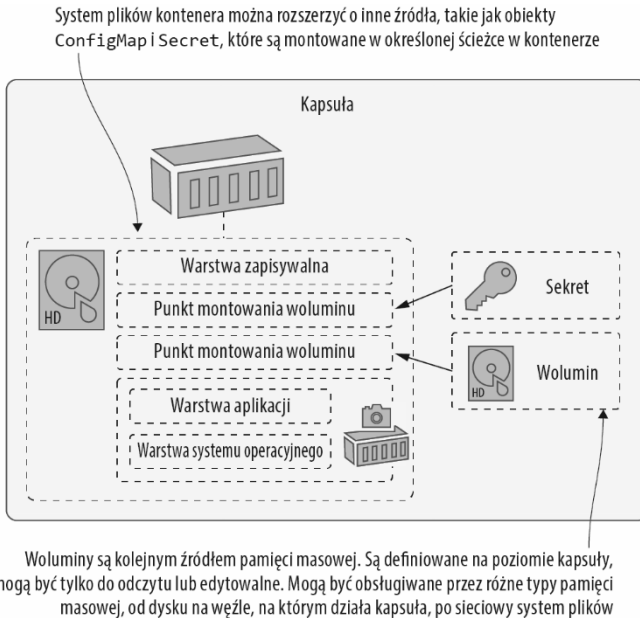 System plików kontenera można rozszerzyć o inne źródła, takie jak obiekty
ConfigMap i Secret, które są montowane w określonej ścieżce w kontenerze
Kapsuła
Warstwa zapisywalna
HD
Punkt montowania woluminu
Sekret
Punkt montowania woluminu
HD
Wolumin
Warstwa aplikacji
Warstwa systemu operacyjnego
Woluminy są kolejnym źródłem pamięci masowej. Są definiowane na poziomie kapsuły,
być tylko do odczytu lub edytowalne. Mogą być obsługiwane przez różne typy pamięci
masowej, od dysku na węźle, na którym działa kapsuła, po sieciowy system plików